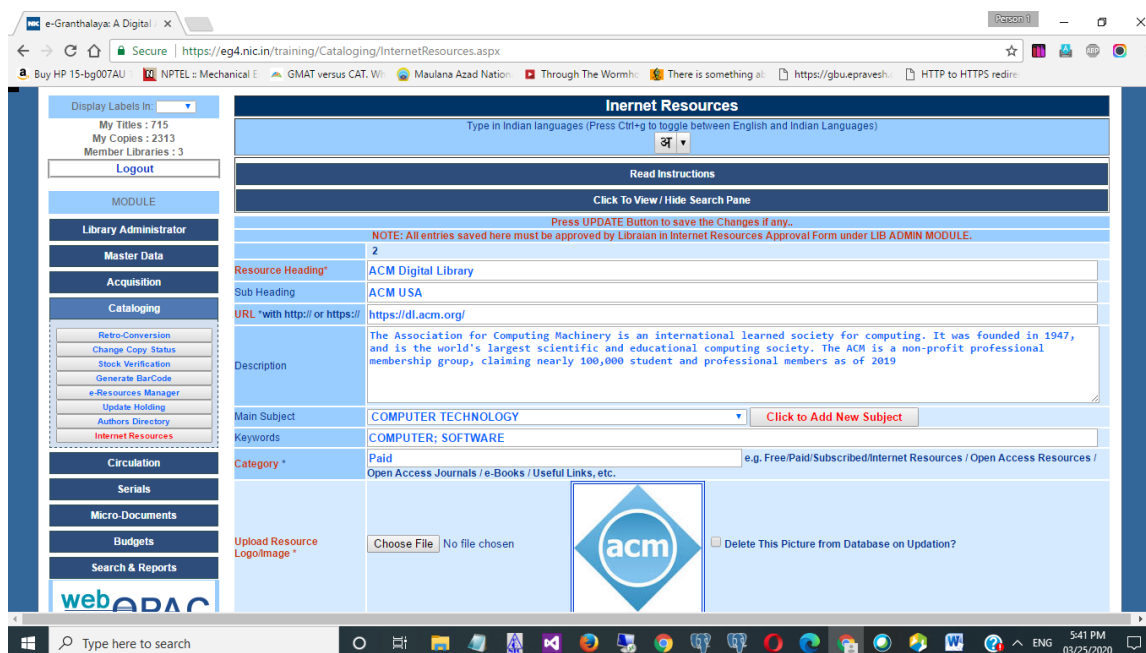 e-Granthalaya: A Digital
Person 1
Secure | https://eg4.nic.in/training/Cataloging/InternetResources.aspx
Buy HP 15-bg007AU
NPTEL :: Mechanical E
GMAT versus CAT. Wh
Maulana Azad Nation
Through The Wormho
There is something a
https://gbu.epravesh.
HTTP to HTTPS redire
Display Labels In:
My Titles : 715
My Copies : 2313
Member Libraries : 3
Logout
MODULE
Library Administrator
Master Data
Acquisition
Cataloging
Retro-Conversion
Change Copy Status
Stock Verification
Generate BarCode
e-Resources Manager
Update Holding
Authors Directory
Internet Resources
Circulation
Serials
Micro-Documents
Budgets
Search & Reports
web OPAC
Inernet Resources
Type in Indian languages (Press Ctrl+g to toggle between English and Indian Languages)
अ
Read Instructions
Click To View / Hide Search Pane
Press UPDATE Button to save the Changes if any..
NOTE: All entries saved here must be approved by Libraian in Internet Resources Approval Form under LIB ADMIN MODULE.
2
Resource Heading* ACM Digital Library
Sub Heading ACM USA
URL *with http:// or https:// https://dl.acm.org/
Description
The Association for Computing Machinery is an international learned society for computing. It was founded in 1947,
and is the world's largest scientific and educational computing society. The ACM is a non-profit professional
membership group, claiming nearly 100,000 student and professional members as of 2019
Main Subject COMPUTER TECHNOLOGY Click to Add New Subject
Keywords COMPUTER; SOFTWARE
Category * Paid e.g. Free/Paid/Subscribed/Internet Resources / Open Access Resources /
Open Access Journals / e-Books / Useful Links, etc.
Upload Resource
Logo/Image *
Choose File No file chosen
acm
Delete This Picture from Database on Updation?
Type here to search
ENG
5:41 PM
03/25/2020